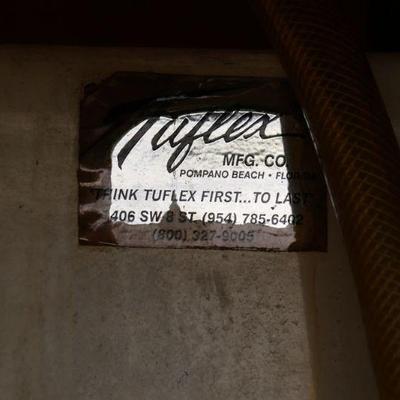 Tuflex
MFG. CO.
POMPANO BEACH • FLORIDA
THINK TUFLEX FIRST...TO LAST
406 SW 8 ST (954) 785-6402
(800) 327-9005